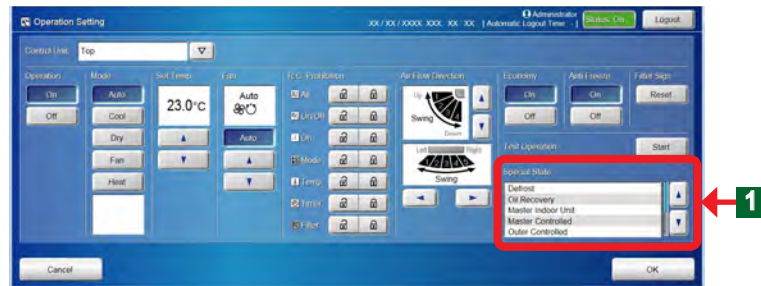 Operation Setting
XX / XX / XXXX XXX, XX XX [ Automatic Logout Time - ]
Administrator
Status: On
Logout
Control Unit Top
Operation
On
Off
Mode
Auto
Cool
Dry
Fan
Heat
Set Temp.
23.0°C
Fan
Auto
Auto
R.C. Prohibition
All
On/Off
On
Mode
Temp.
Timer
Filter
Air Flow Direction
Up
Swing
Down
Left
Right
Swing
Economy
On
Off
Anti Freeze
On
Off
Filter Sign
Reset
Test Operation
Start
Special State
Defrost
Oil Recovery
Master Indoor Unit
Master Controlled
Outer Controlled
1
Cancel
OK